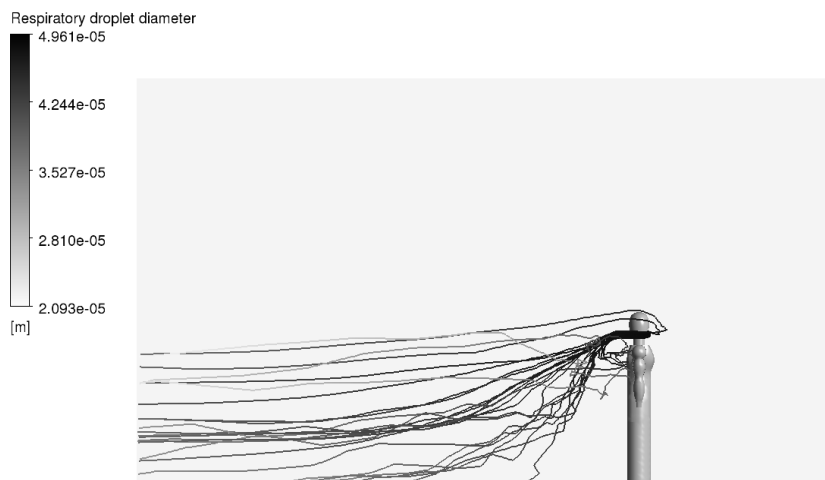 Respiratory droplet diameter
4.961e-05
4.244e-05
3.527e-05
2.810e-05
2.093e-05
[m]